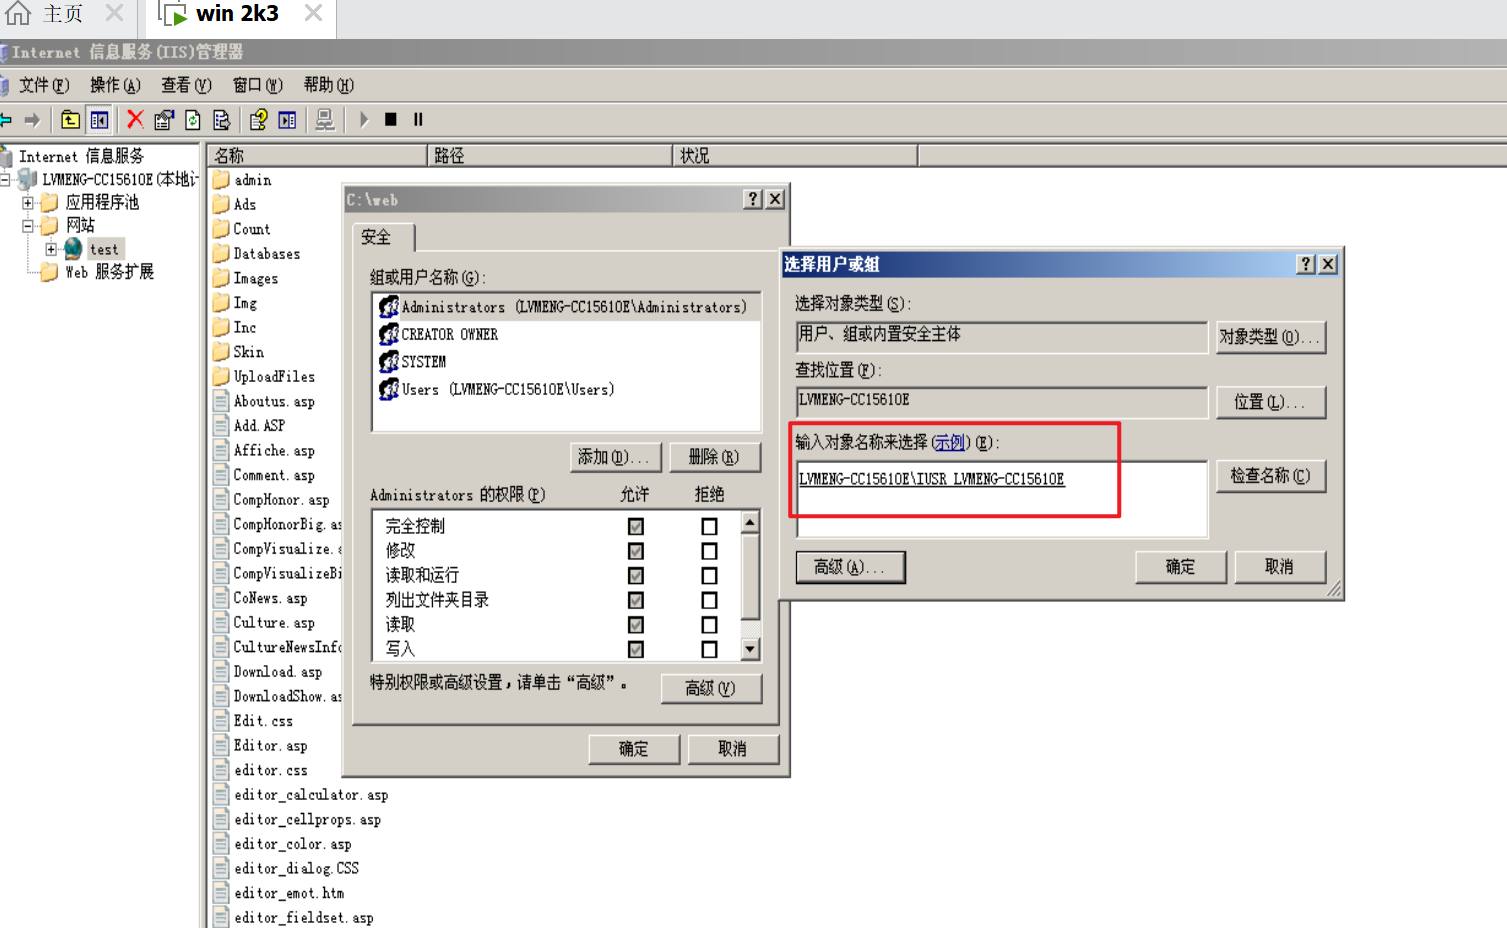 主页
win 2k3
Internet 信息服务(IIS)管理器
文件(F) 操作(A) 查看(V) 窗口(W) 帮助(H)
Internet 信息服务
LVMENG-CC15610E(本地计
应用程序池
网站
test
Web 服务扩展
名称 路径 状况
admin
Ads
Count
Databases
Images
Img
Inc
Skin
UploadFiles
Aboutus.asp
Add.ASP
Affiche.asp
Comment.asp
CompHonor.asp
CompHonorBig.as
CompVisualize.a
CompVisualizeBi
CoNews.asp
Culture.asp
CultureNewsInfo
Download.asp
DownloadShow.as
Edit.css
Editor.asp
editor.css
editor_calculator.asp
editor_cellprops.asp
editor_color.asp
editor_dialog.CSS
editor_emot.htm
editor_fieldset.asp
C:\web
安全
组或用户名称(G):
Administrators (LVMENG-CC15610E\Administrators)
CREATOR OWNER
SYSTEM
Users (LVMENG-CC15610E\Users)
添加(D)... 删除(R)
Administrators 的权限(P) 允许 拒绝
完全控制
修改
读取和运行
列出文件夹目录
读取
写入
特别权限或高级设置，请单击“高级”。
高级(V)
确定 取消
选择用户或组
选择对象类型(S):
用户、组或内置安全主体
对象类型(O)...
查找位置(F):
LVMENG-CC15610E
位置(L)...
输入对象名称来选择(示例)(E):
LVMENG-CC15610E\IUSR_LVMENG-CC15610E
检查名称(C)
高级(A)...
确定 取消